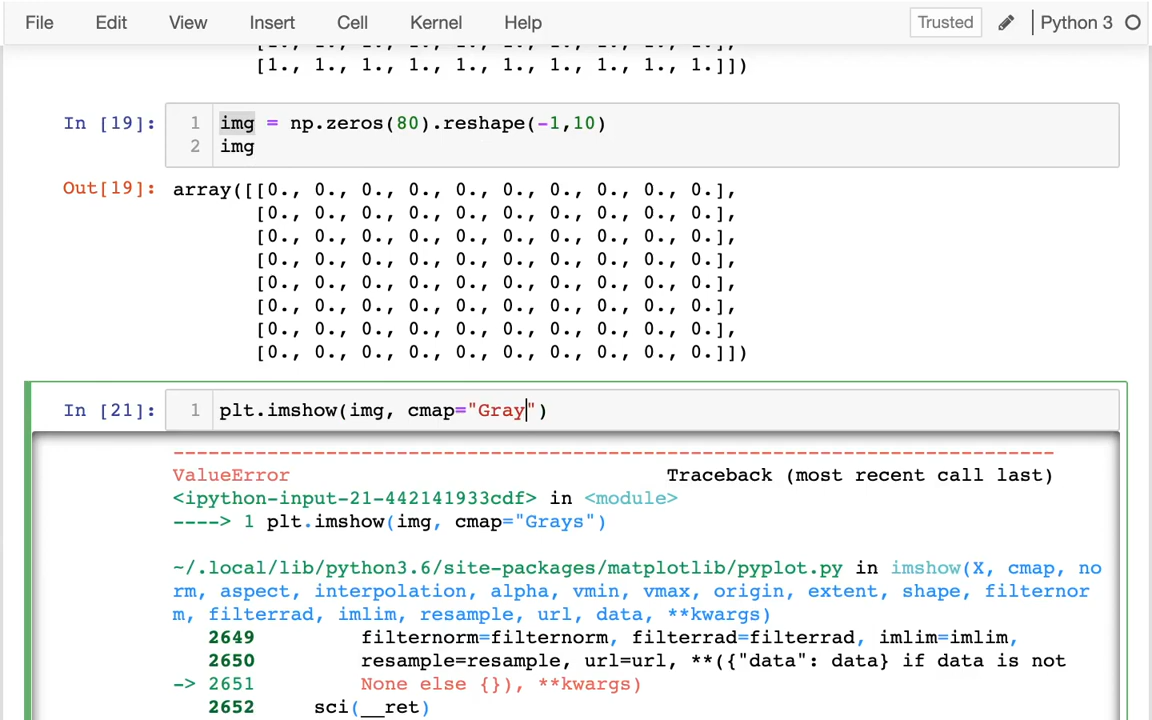 File Edit View Insert Cell Kernel Help Trusted Python 3
[1., 1., 1., 1., 1., 1., 1., 1., 1., 1.],
[1., 1., 1., 1., 1., 1., 1., 1., 1., 1.]])
In [19]: 1 img = np.zeros(80).reshape(-1,10)
2 img
Out[19]: array([[0., 0., 0., 0., 0., 0., 0., 0., 0., 0.],
[0., 0., 0., 0., 0., 0., 0., 0., 0., 0.],
[0., 0., 0., 0., 0., 0., 0., 0., 0., 0.],
[0., 0., 0., 0., 0., 0., 0., 0., 0., 0.],
[0., 0., 0., 0., 0., 0., 0., 0., 0., 0.],
[0., 0., 0., 0., 0., 0., 0., 0., 0., 0.],
[0., 0., 0., 0., 0., 0., 0., 0., 0., 0.],
[0., 0., 0., 0., 0., 0., 0., 0., 0., 0.]])
In [21]: 1 plt.imshow(img, cmap="Gray")
---------------------------------------------------------------------------
ValueError Traceback (most recent call last)
<ipython-input-21-442141933cdf> in <module>
----> 1 plt.imshow(img, cmap="Grays")
~/.local/lib/python3.6/site-packages/matplotlib/pyplot.py in imshow(X, cmap, no
rm, aspect, interpolation, alpha, vmin, vmax, origin, extent, shape, filternor
m, filterrad, imlim, resample, url, data, **kwargs)
2649 filternorm=filternorm, filterrad=filterrad, imlim=imlim,
2650 resample=resample, url=url, **({"data": data} if data is not
-> 2651 None else {}), **kwargs)
2652 sci(__ret)